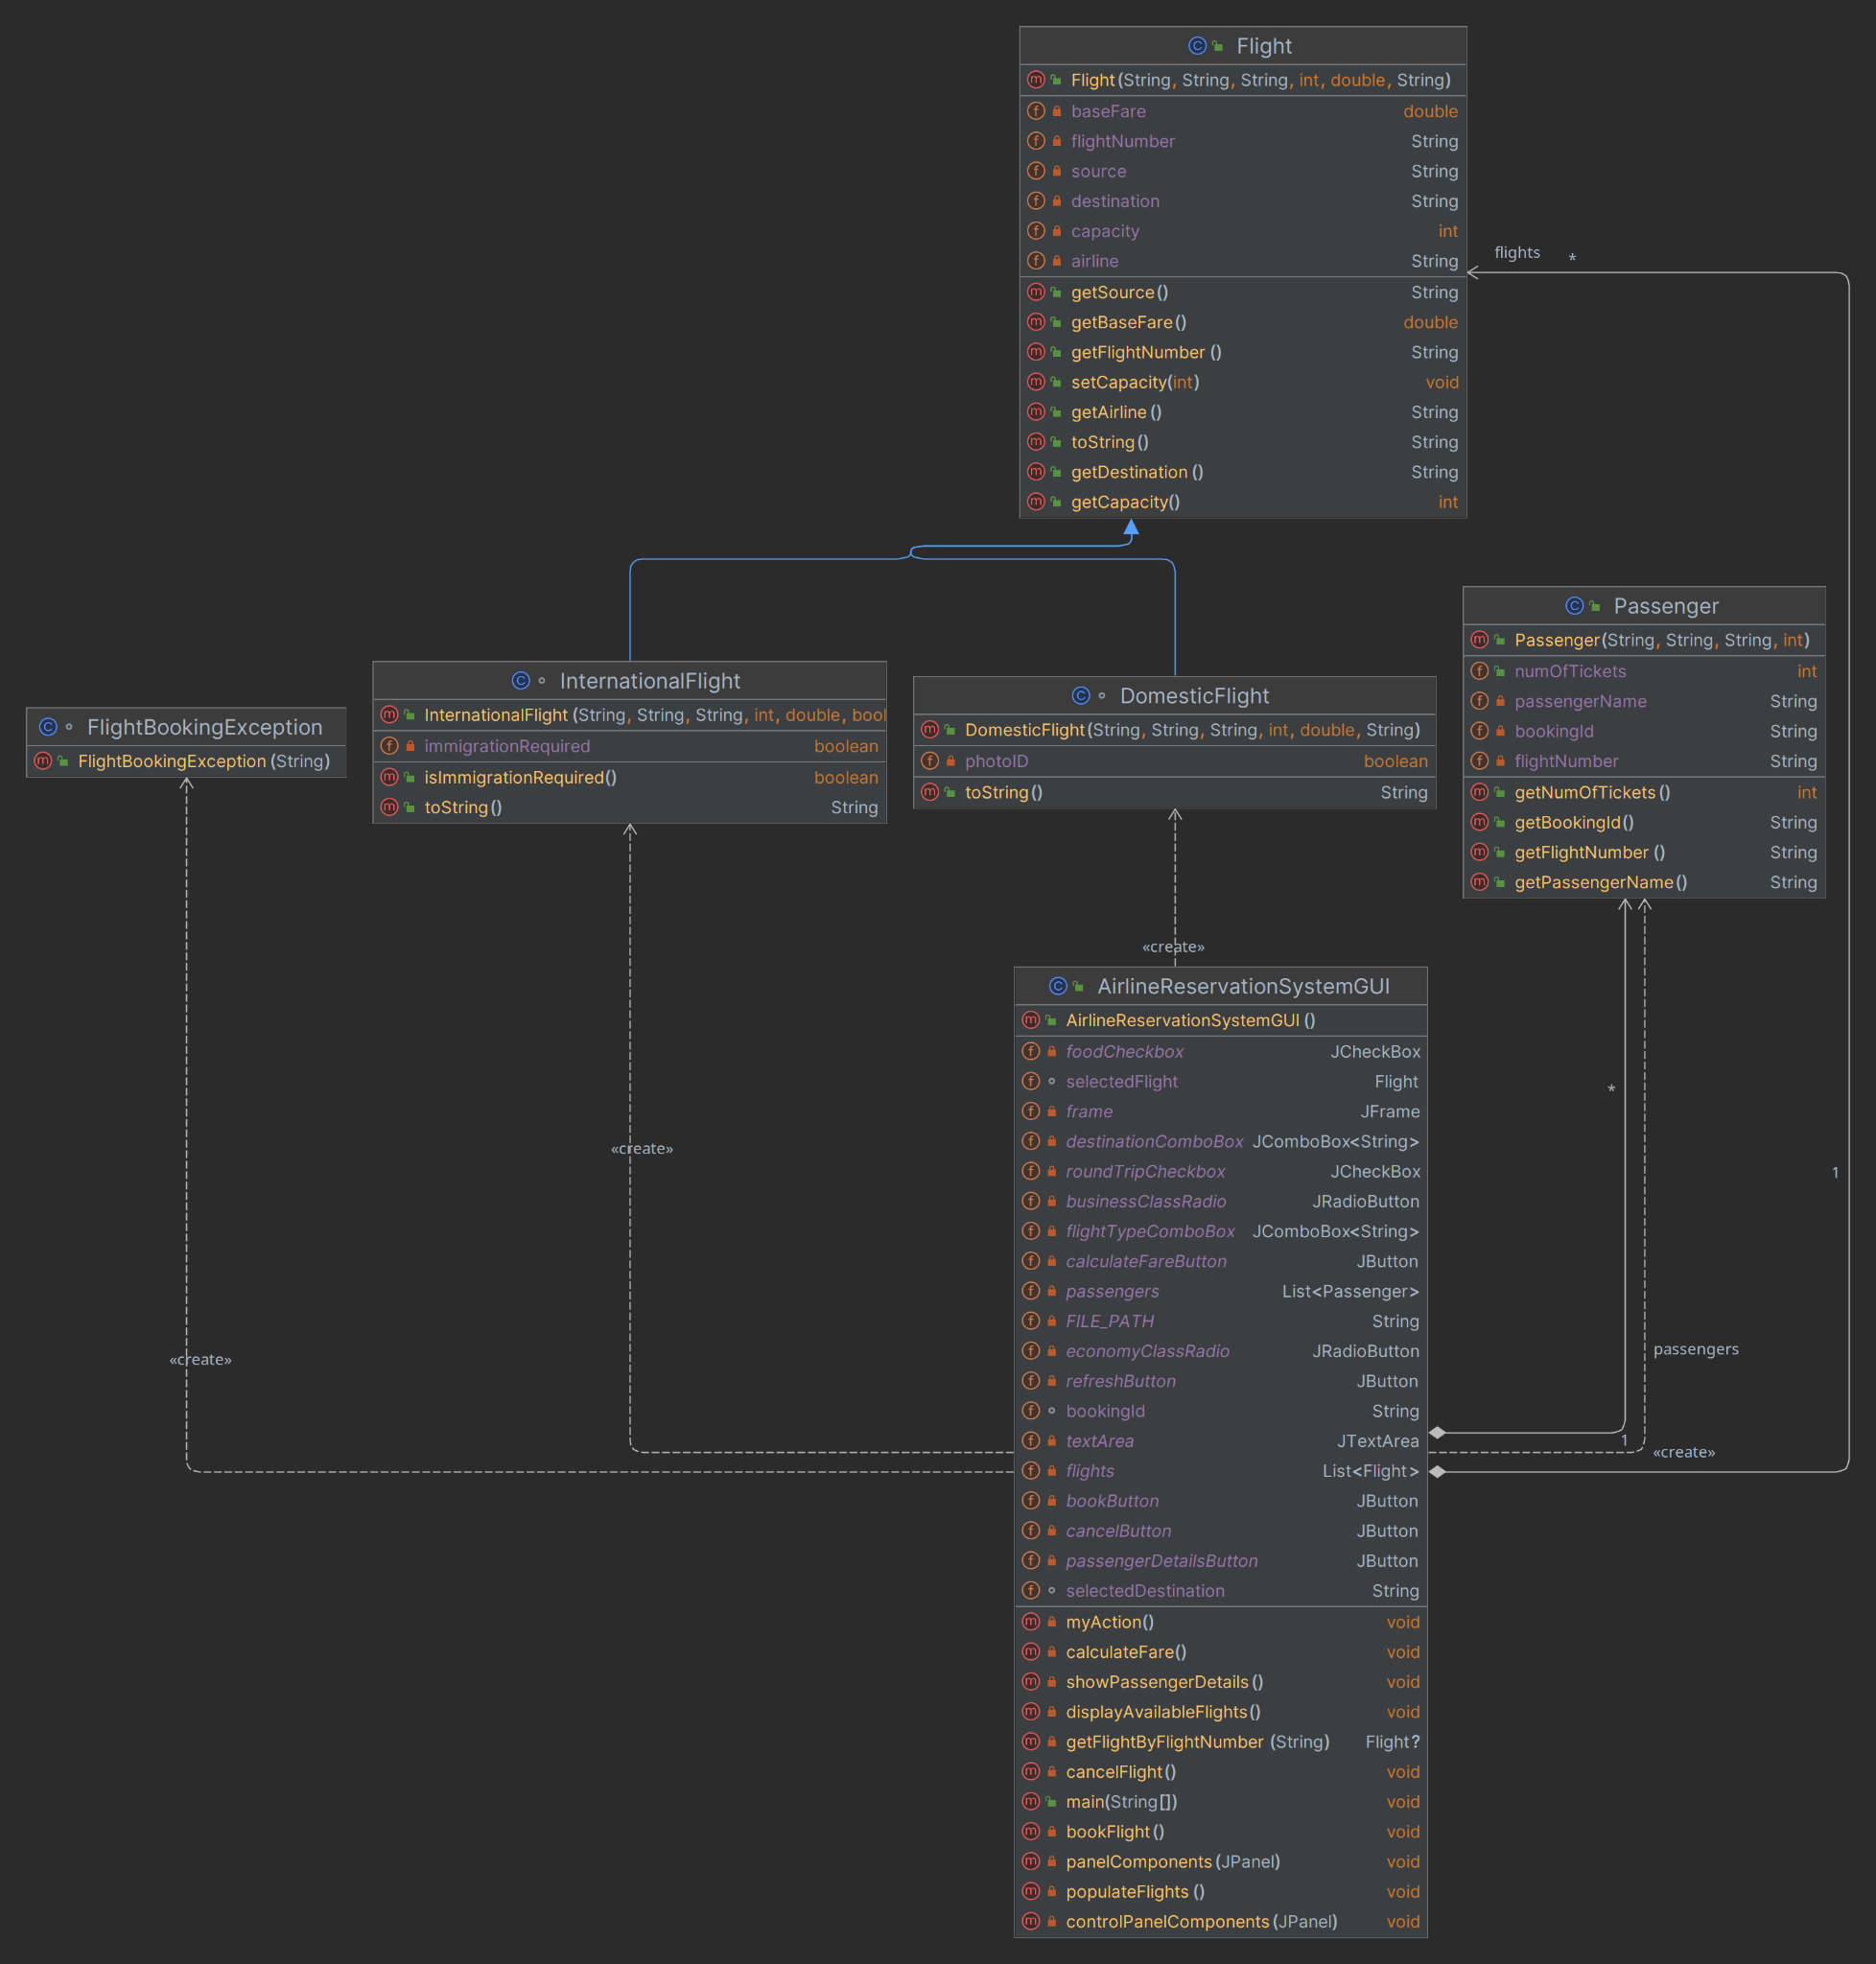 Flight
Flight(String, String, String, int, double, String)
baseFare double
flightNumber String
source String
destination String
capacity int
airline String
getSource() String
getBaseFare() double
getFlightNumber () String
setCapacity(int) void
getAirline () String
toString() String
getDestination () String
getCapacity() int
flights *
InternationalFlight
InternationalFlight (String, String, String, int, double, bool
immigrationRequired boolean
isImmigrationRequired() boolean
toString() String
DomesticFlight
DomesticFlight(String, String, String, int, double, String)
photoID boolean
toString() String
Passenger
Passenger(String, String, String, int)
numOfTickets int
passengerName String
bookingId String
flightNumber String
getNumOfTickets () int
getBookingId() String
getFlightNumber () String
getPassengerName() String
FlightBookingException
FlightBookingException (String)
«create»
«create»
«create»
*
1
passengers
1
«create»
AirlineReservationSystemGUI
AirlineReservationSystemGUI ()
foodCheckbox JCheckBox
selectedFlight Flight
frame JFrame
destinationComboBox JComboBox<String>
roundTripCheckbox JCheckBox
businessClassRadio JRadioButton
flightTypeComboBox JComboBox<String>
calculateFareButton JButton
passengers List<Passenger>
FILE_PATH String
economyClassRadio JRadioButton
refreshButton JButton
bookingId String
textArea JTextArea
flights List<Flight>
bookButton JButton
cancelButton JButton
passengerDetailsButton JButton
selectedDestination String
myAction() void
calculateFare() void
showPassengerDetails () void
displayAvailableFlights() void
getFlightByFlightNumber (String) Flight?
cancelFlight() void
main(String[]) void
bookFlight() void
panelComponents (JPanel) void
populateFlights () void
controlPanelComponents (JPanel) void